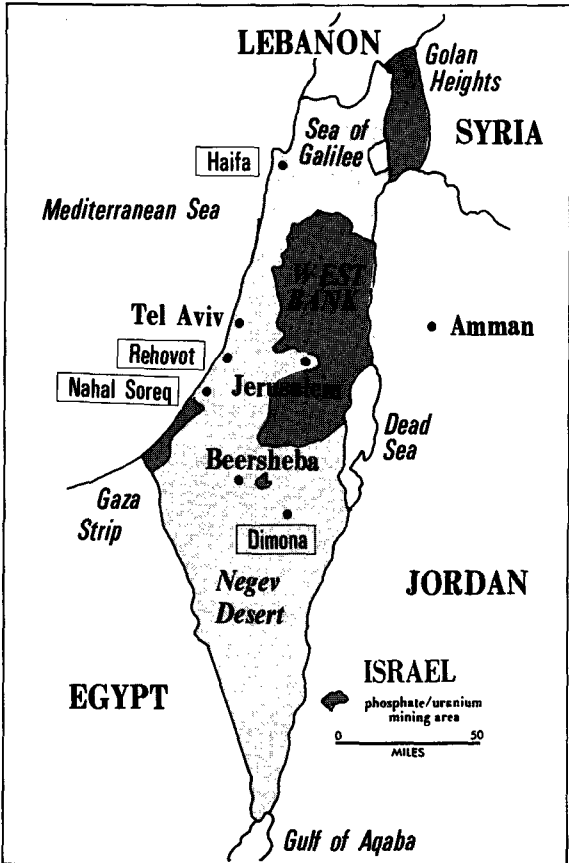 LEBANON
Golan
Heights
Sea of
Galilee
SYRIA
Haifa
Mediterranean Sea
WEST
BANK
Tel Aviv
Amman
Rehovot
Jerusalem
Nahal Soreq
Dead
Sea
Beersheba
Gaza
Strip
Dimona
Negev
Desert
JORDAN
EGYPT
ISRAEL
phosphate/uranium
mining area
0 50
MILES
Gulf of Aqaba